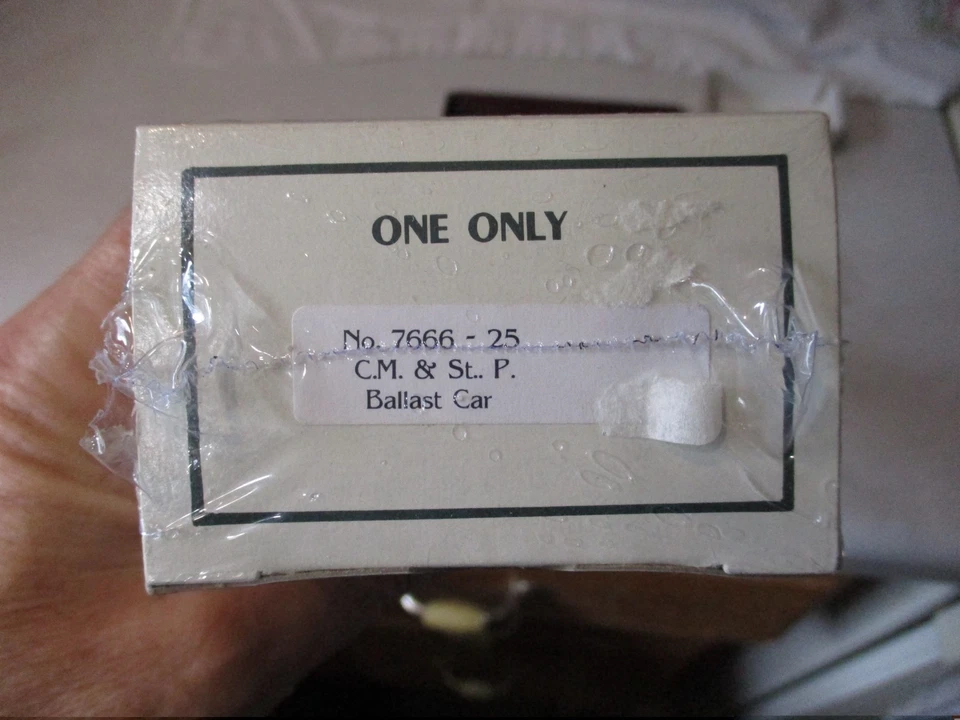 ONE ONLY
No. 7666 - 25
C.M. & St.. P.
Ballast Car